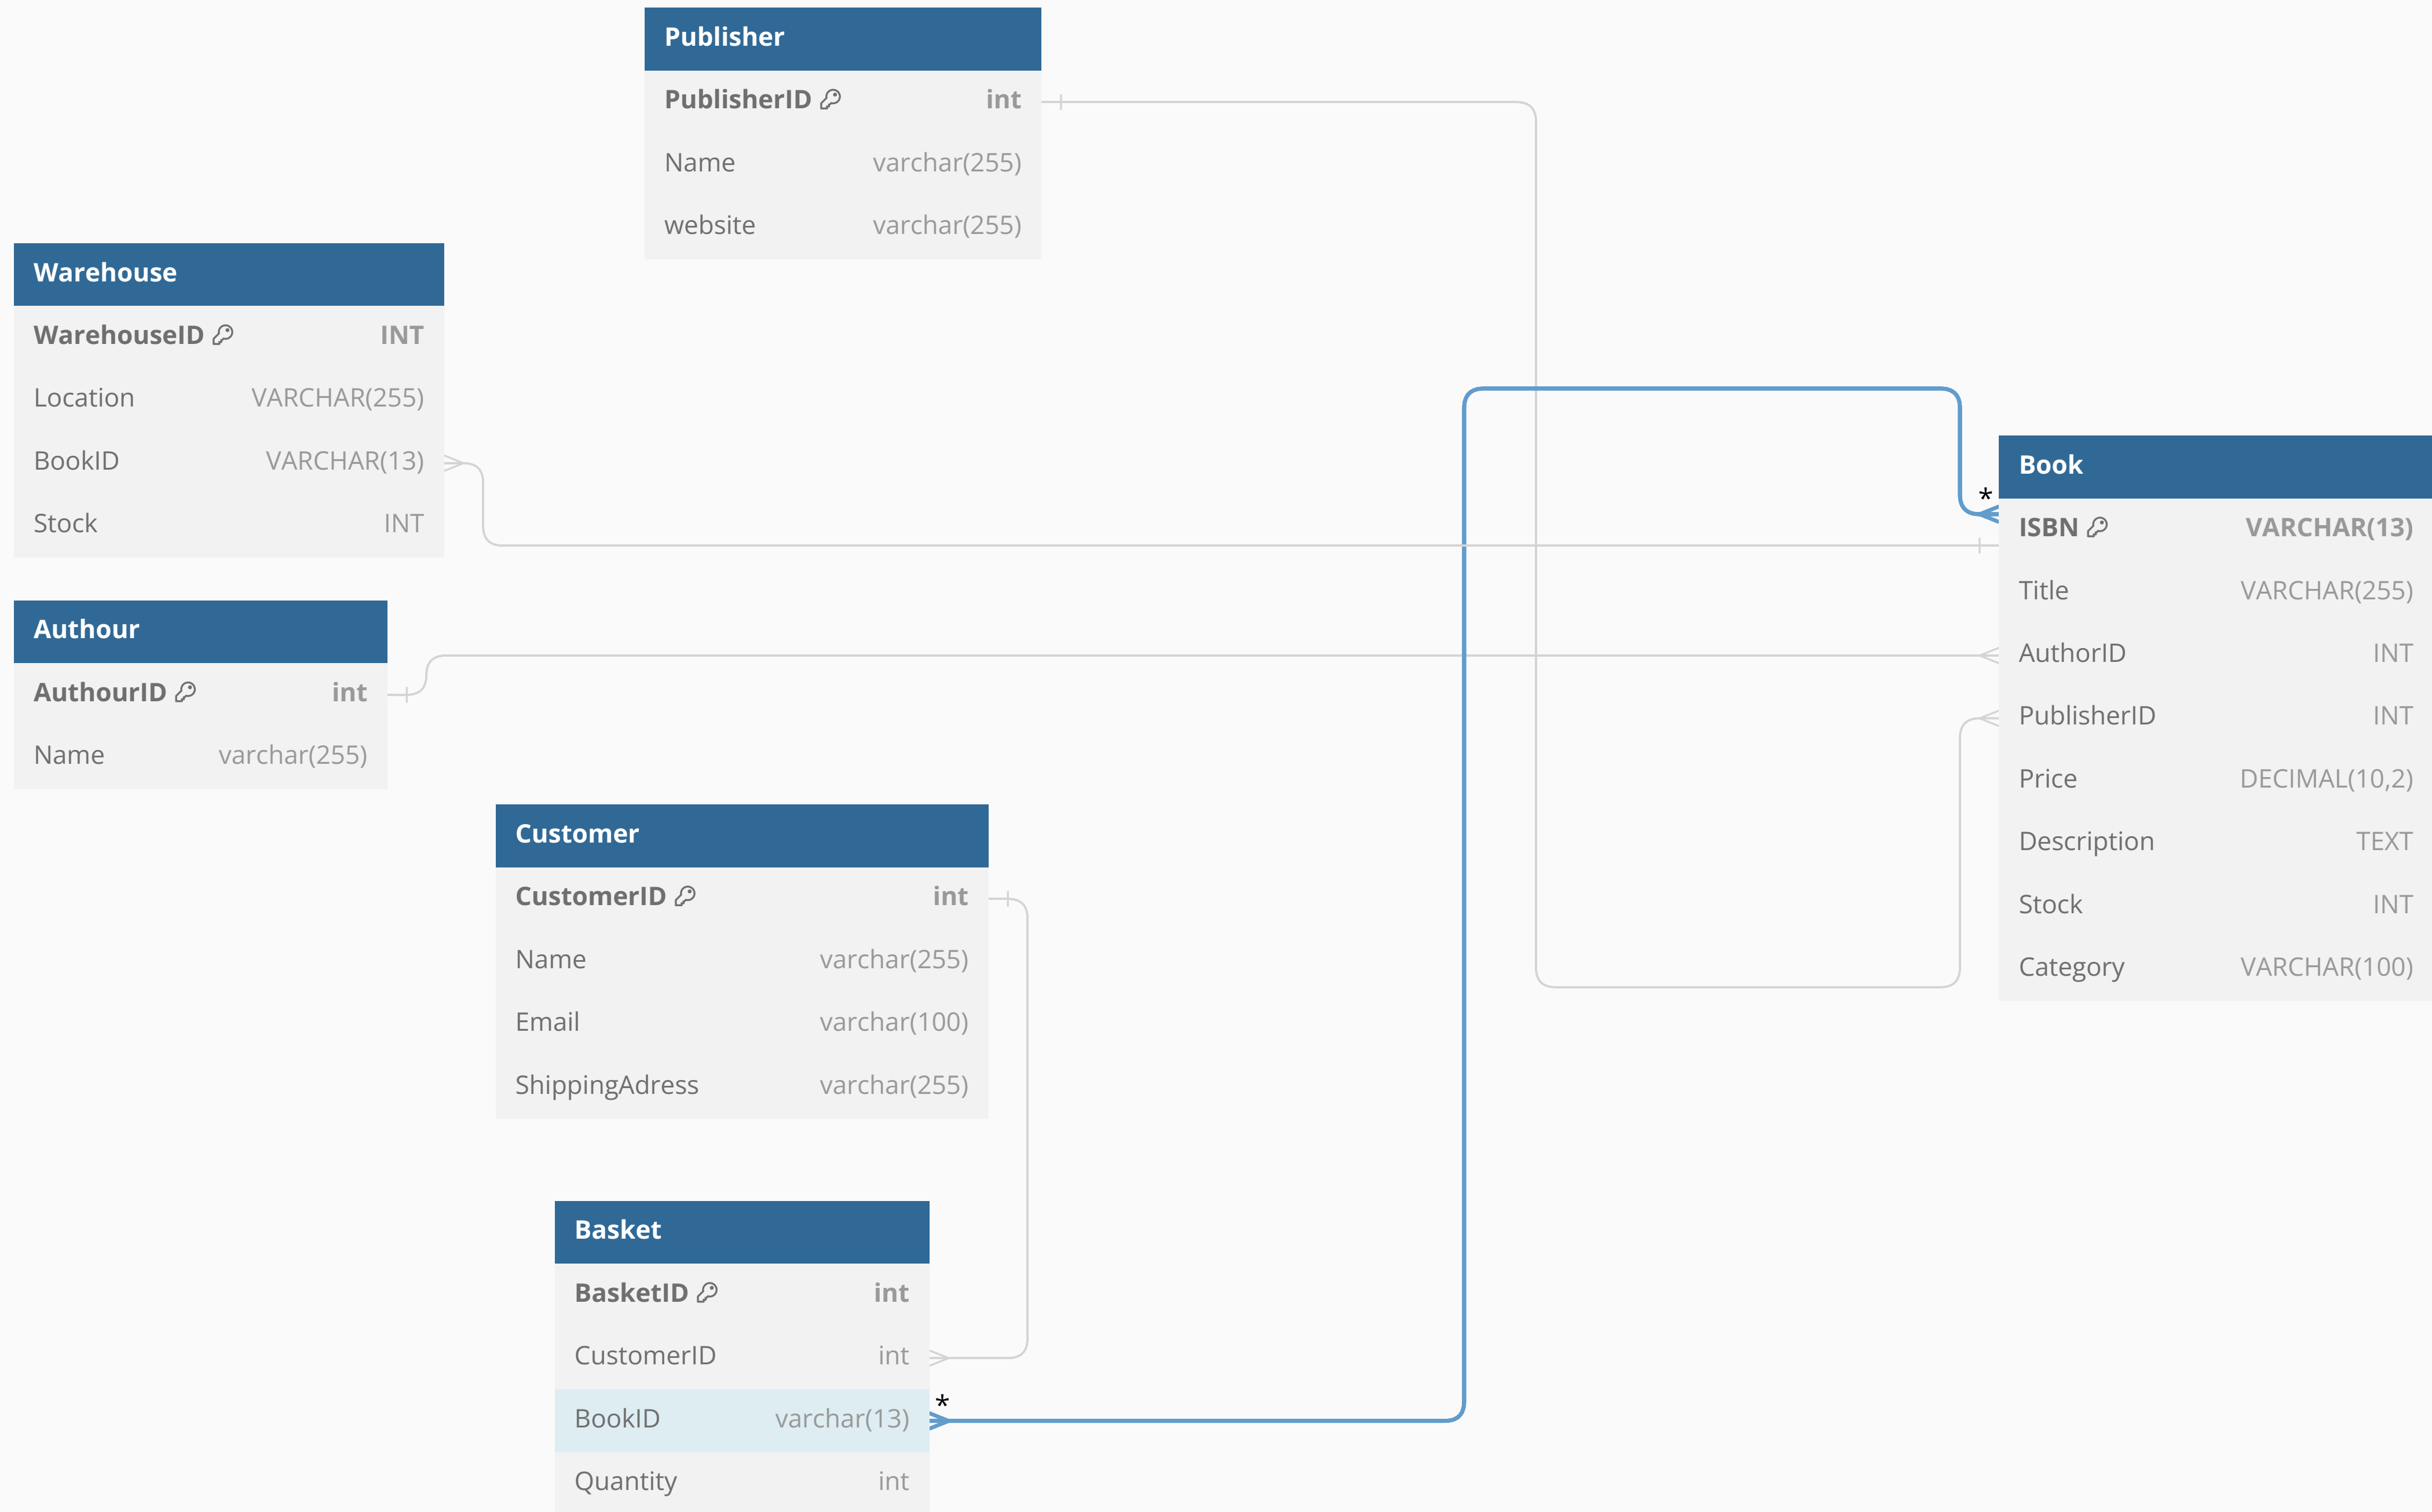 Publisher
PublisherID int
Name varchar(255)
website varchar(255)
Warehouse
WarehouseID INT
Location VARCHAR(255)
BookID VARCHAR(13)
Stock INT
Authour
AuthourID int
Name varchar(255)
Customer
CustomerID int
Name varchar(255)
Email varchar(100)
ShippingAdress varchar(255)
Basket
BasketID int
CustomerID int
*
BookID varchar(13)
Quantity int
Book
*
ISBN VARCHAR(13)
Title VARCHAR(255)
AuthorID INT
PublisherID INT
Price DECIMAL(10,2)
Description TEXT
Stock INT
Category VARCHAR(100)